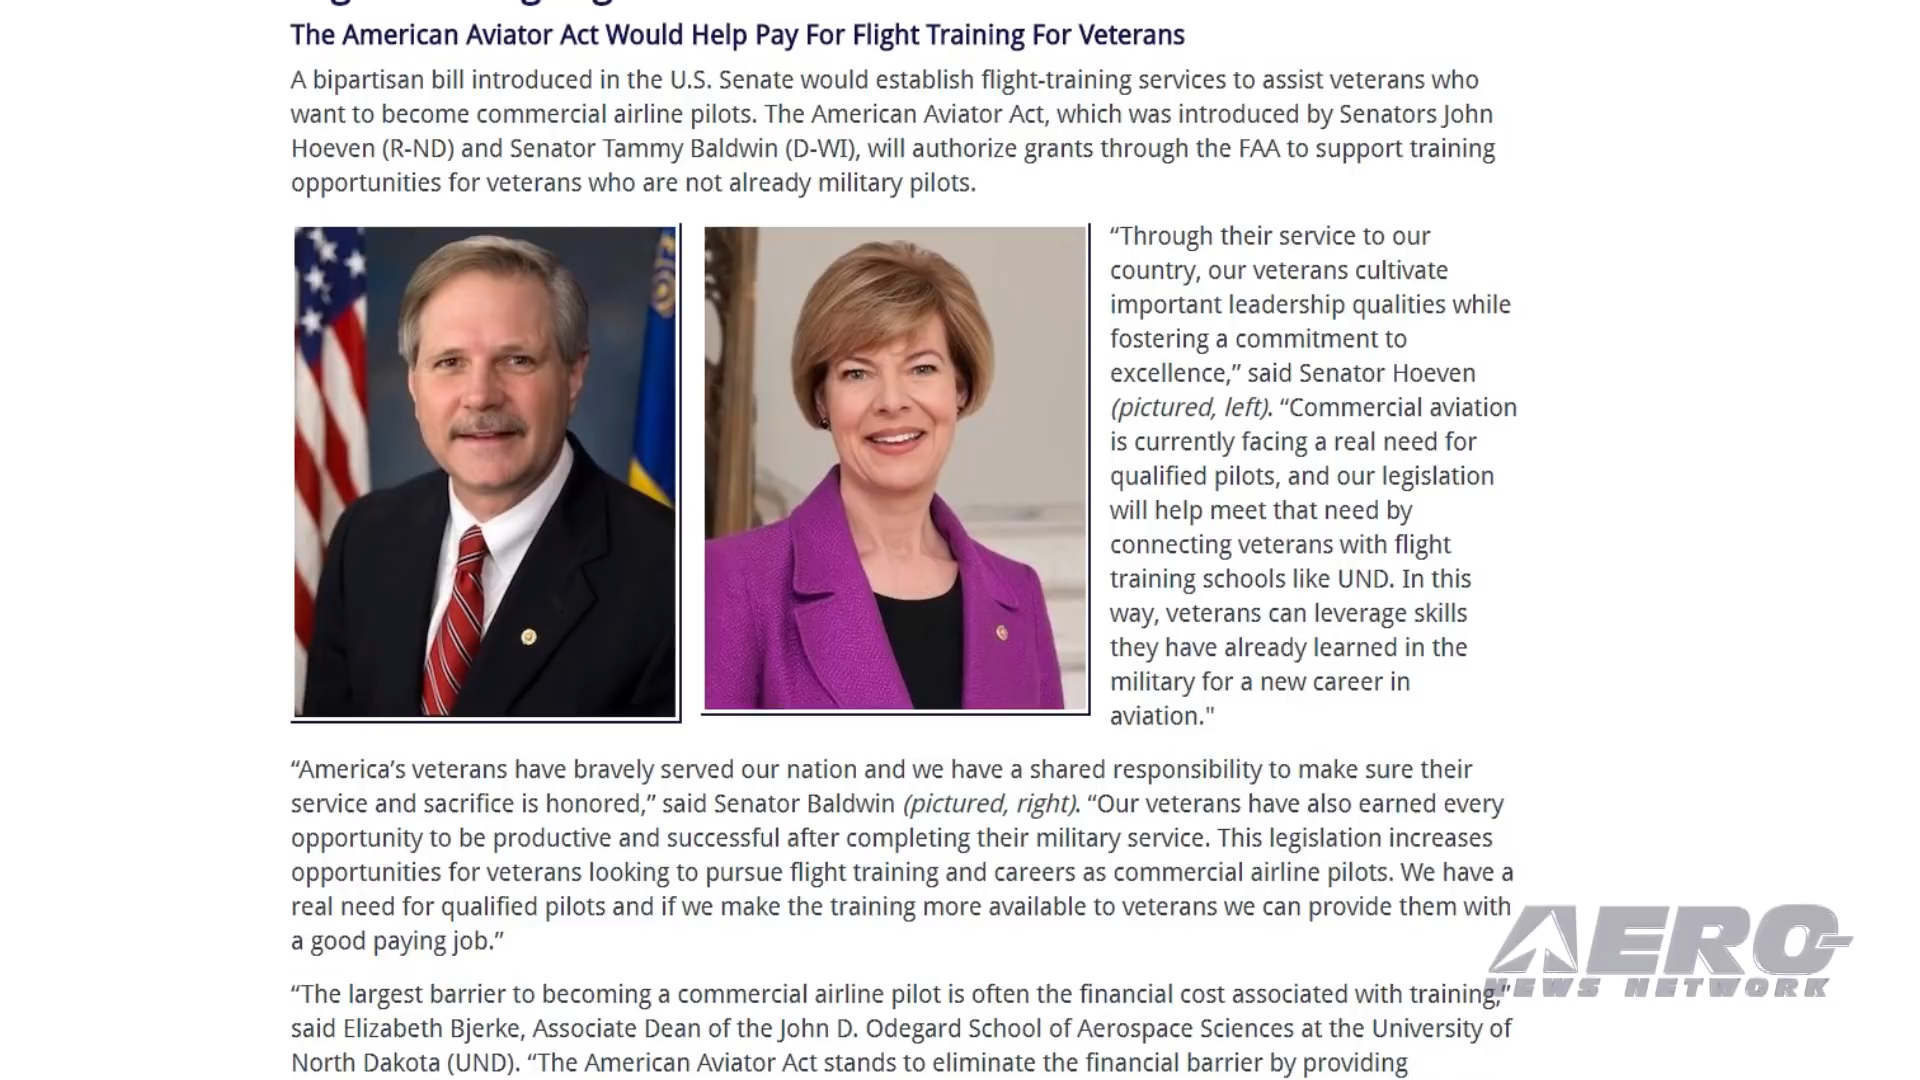 The American Aviator Act Would Help Pay For Flight Training For Veterans
A bipartisan bill introduced in the U.S. Senate would establish flight-training services to assist veterans who
want to become commercial airline pilots. The American Aviator Act, which was introduced by Senators John
Hoeven (R-ND) and Senator Tammy Baldwin (D-WI), will authorize grants through the FAA to support training
opportunities for veterans who are not already military pilots.
“Through their service to our
country, our veterans cultivate
important leadership qualities while
fostering a commitment to
excellence,” said Senator Hoeven
(pictured, left). “Commercial aviation
is currently facing a real need for
qualified pilots, and our legislation
will help meet that need by
connecting veterans with flight
training schools like UND. In this
way, veterans can leverage skills
they have already learned in the
military for a new career in
aviation."
“America’s veterans have bravely served our nation and we have a shared responsibility to make sure their
service and sacrifice is honored,” said Senator Baldwin (pictured, right). “Our veterans have also earned every
opportunity to be productive and successful after completing their military service. This legislation increases
opportunities for veterans looking to pursue flight training and careers as commercial airline pilots. We have a
real need for qualified pilots and if we make the training more available to veterans we can provide them with
a good paying job.”
“The largest barrier to becoming a commercial airline pilot is often the financial cost associated with training,”
said Elizabeth Bjerke, Associate Dean of the John D. Odegard School of Aerospace Sciences at the University of
North Dakota (UND). “The American Aviator Act stands to eliminate the financial barrier by providing
AERO-
NEWS NETWORK